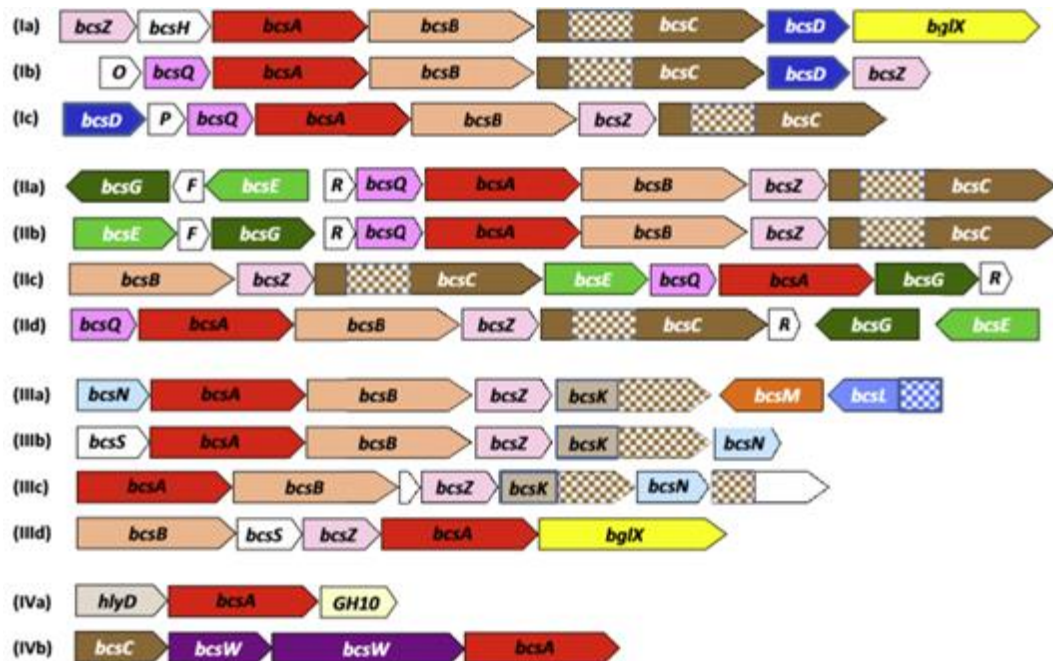 (Ia) bcsZ bcsH bcsA bcsB bcsC bcsD bglX
(Ib) O bcsQ bcsA bcsB bcsC bcsD bcsZ
(Ic) bcsD P bcsQ bcsA bcsB bcsZ bcsC
(IIa) bcsG F bcsE R bcsQ bcsA bcsB bcsZ bcsC
(IIb) bcsE F bcsG R bcsQ bcsA bcsB bcsZ bcsC
(IIc) bcsB bcsZ bcsC bcsE bcsQ bcsA bcsG R
(IId) bcsQ bcsA bcsB bcsZ bcsC R bcsG bcsE
(IIIa) bcsN bcsA bcsB bcsZ bcsK bcsM bcsL
(IIIb) bcsS bcsA bcsB bcsZ bcsK bcsN
(IIIc) bcsA bcsB bcsZ bcsK bcsN
(IIId) bcsB bcsS bcsZ bcsA bglX
(IVa) hlyD bcsA GH10
(IVb) bcsC bcsW bcsW bcsA